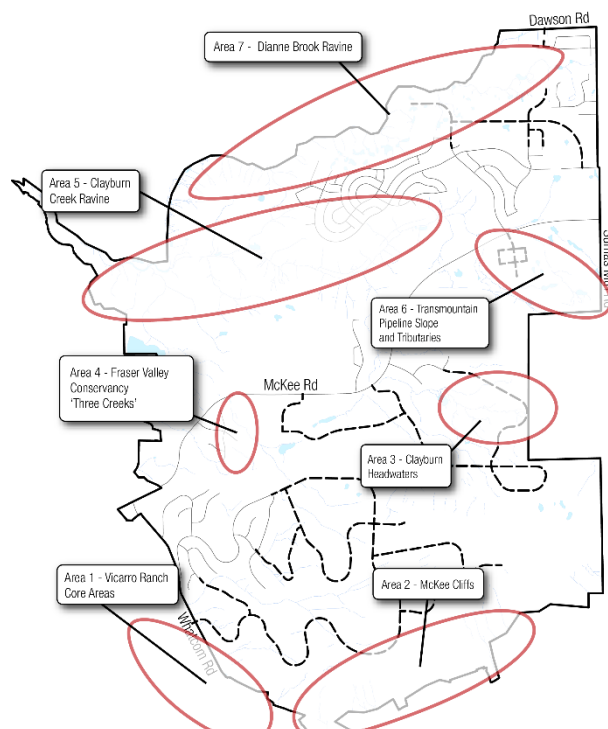 Dawson Rd
Area 7 - Dianne Brook Ravine
Area 5 - Clayburn
Creek Ravine
Area 6 - Transmountain
Pipeline Slope
and Tributaries
Area 4 - Fraser Valley
Conservancy
'Three Creeks'
McKee Rd
Area 3 - Clayburn
Headwaters
Area 1 - Vicarro Ranch
Core Areas
Area 2 - McKee Cliffs
Whatcom Rd